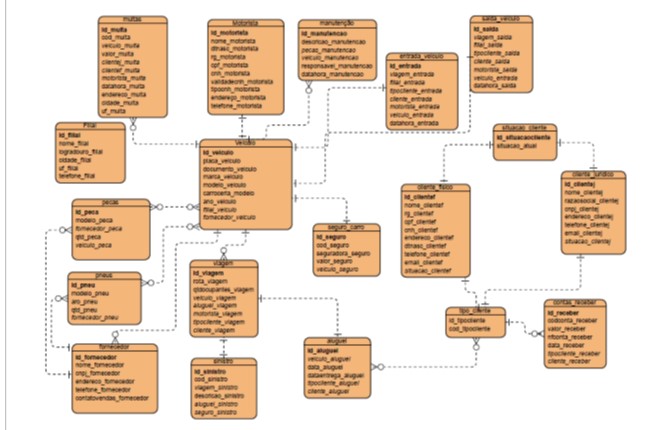 multas
id_multa
cod_multa
veiculo_multa
valor_multa
clientej_multa
clientef_multa
motorista_multa
datahora_multa
endereco_multa
cidade_multa
uf_multa
Motorista
id_motorista
nome_motorista
dtnasc_motorista
rg_motorista
cpf_motorista
cnh_motorista
validadecnh_motorista
tipocnh_motorista
endereço_motorista
telefone_motorista
manutenção
id_manutencao
descricao_manutencao
pecas_manutencao
veiculo_manutencao
responsavel_manutencao
datahora_manutencao
entrada_veiculo
id_entrada
viagem_entrada
filial_entrada
tipocliente_entrada
cliente_entrada
motorista_entrada
veiculo_entrada
datahora_entrada
saida_veiculo
id_saida
viagem_saida
filial_saida
tipocliente_saida
cliente_saida
motorista_saida
veiculo_saida
datahora_saida
Filial
id_filial
nome_filial
logradouro_filial
cidade_filial
uf_filial
telefone_filial
Veiculo
id_veiculo
placa_veiculo
documento_veiculo
marca_veiculo
modelo_veiculo
carroceria_modelo
ano_veiculo
filial_veiculo
fornecedor_veiculo
situacao_cliente
id_situacaocliente
situacao_atual
cliente_fisico
id_clientef
nome_clientef
rg_clientef
cpf_clientef
cnh_clientef
endereco_clientef
dtnasc_clientef
telefone_clientef
email_clientef
situacao_clientef
cliente_juridico
id_clientej
nome_clientej
razaosocial_clientej
cnpj_clientej
endereco_clientej
telefone_clientej
email_clientej
situacao_clientej
pecas
id_peca
modelo_peca
fornecedor_peca
qtd_peca
veiculo_peca
seguro_carro
id_seguro
cod_seguro
seguradora_seguro
valor_seguro
veiculo_seguro
pneus
id_pneu
modelo_pneu
aro_pneu
qtd_pneu
fornecedor_pneu
viagem
id_viagem
rota_viagem
qtdocupantes_viagem
veiculo_viagem
aluguel_viagem
motorista_viagem
tipocliente_viagem
cliente_viagem
tipo_cliente
id_tipocliente
cod_tipocliente
contas_receber
id_receber
codconta_receber
valor_receber
nfconta_receber
data_receber
tipocliente_receber
cliente_receber
fornecedor
id_fornecedor
nome_fornecedor
cnpj_fornecedor
endereco_fornecedor
telefone_fornecedor
contatovendas_fornecedor
sinistro
id_sinistro
cod_sinistro
viagem_sinistro
descricao_sinistro
aluguel_sinistro
seguro_sinistro
aluguel
id_aluguel
veiculo_aluguel
data_aluguel
dataentrega_aluguel
tipocliente_aluguel
cliente_aluguel